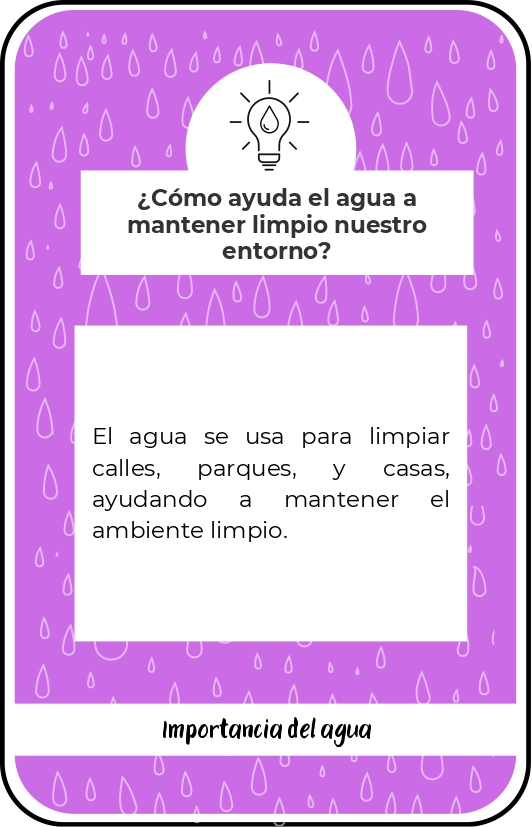 ¿Cómo ayuda el agua a
mantener limpio nuestro
entorno?
El agua se usa para limpiar
calles, parques, y casas,
ayudando a mantener el
ambiente limpio.
Importancia del agua